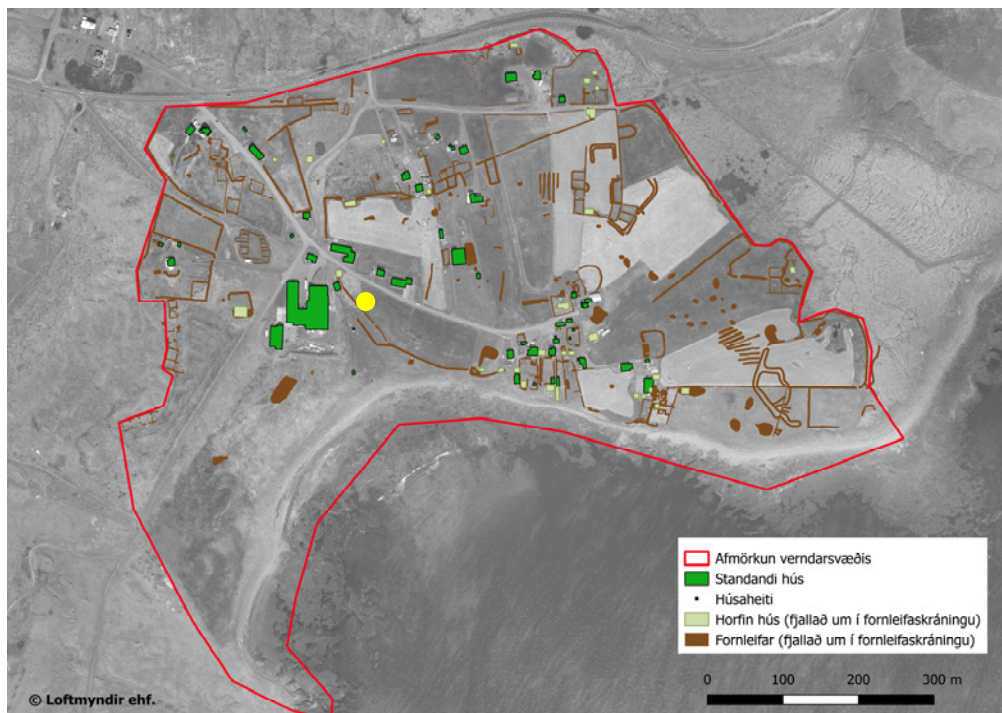 Afmörkun verndarsvæðis
Standandi hús
Húsaheiti
Horfin hús (fjallað um í fornleifaskráningu)
Fornleifar (fjallað um í fornleifaskráningu)
0 100 200 300 m
© Loftmyndir ehf.